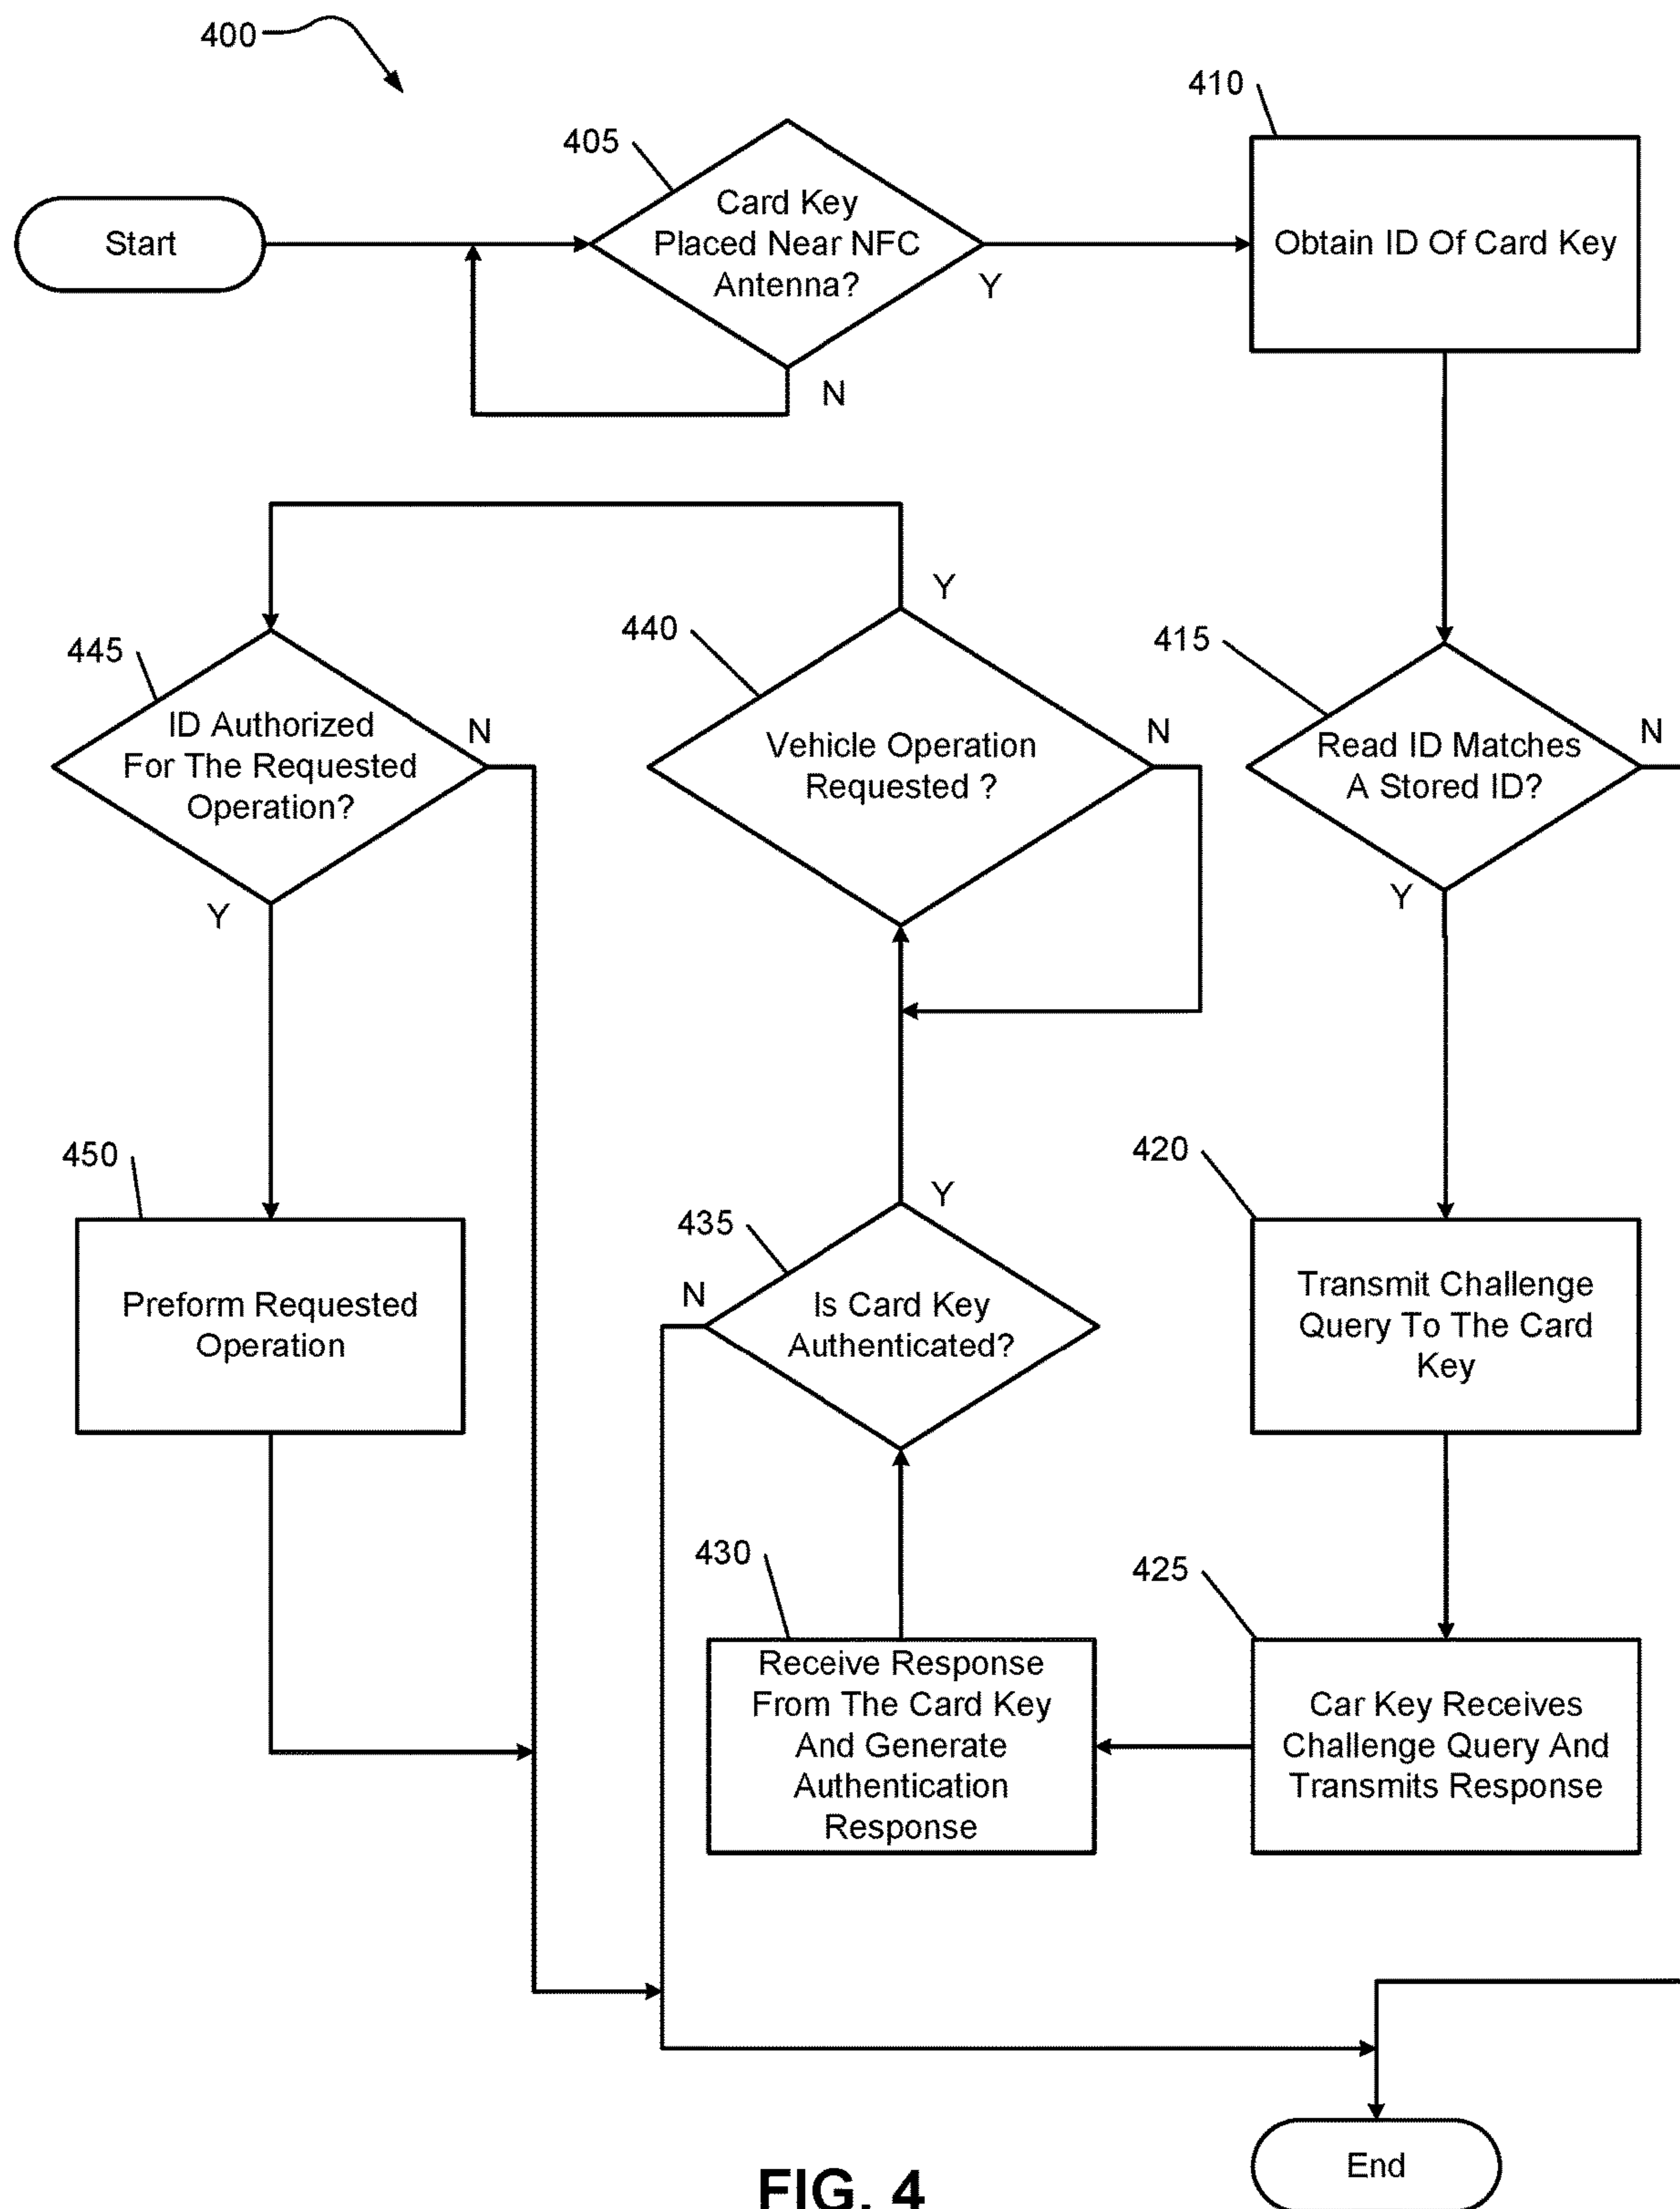 400
405
410
Start
Card Key
Placed Near NFC
Antenna?
Y
N
Obtain ID Of Card Key
415
Read ID Matches
A Stored ID?
N
Y
420
Transmit Challenge
Query To The Card
Key
425
Car Key Receives
Challenge Query And
Transmits Response
430
Receive Response
From The Card Key
And Generate
Authentication
Response
435
Is Card Key
Authenticated?
N
Y
440
Vehicle Operation
Requested ?
Y
N
445
ID Authorized
For The Requested
Operation?
N
Y
450
Preform Requested
Operation
End
FIG. 4